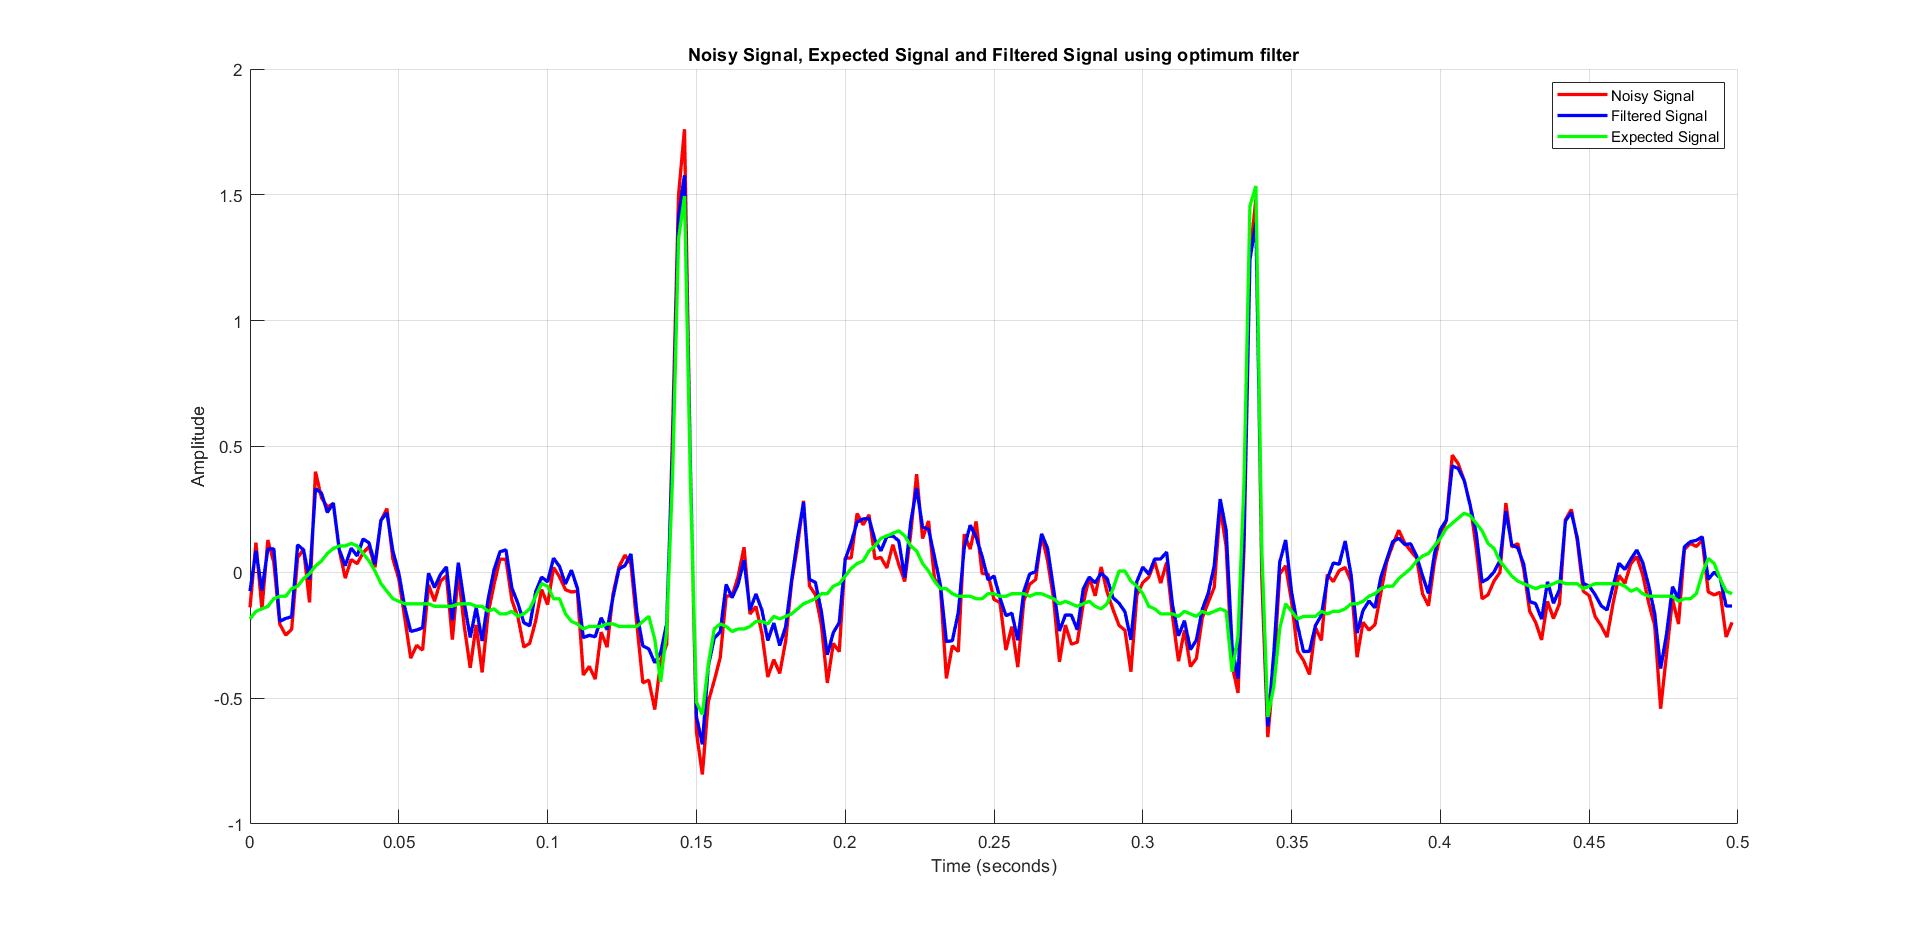 Noisy Signal, Expected Signal and Filtered Signal using optimum filter
2
Noisy Signal
Filtered Signal
Expected Signal
1.5
1
0.5
0
-0.5
-1
Amplitude
0 0.05 0.1 0.15 0.2 0.25 0.3 0.35 0.4 0.45 0.5
Time (seconds)